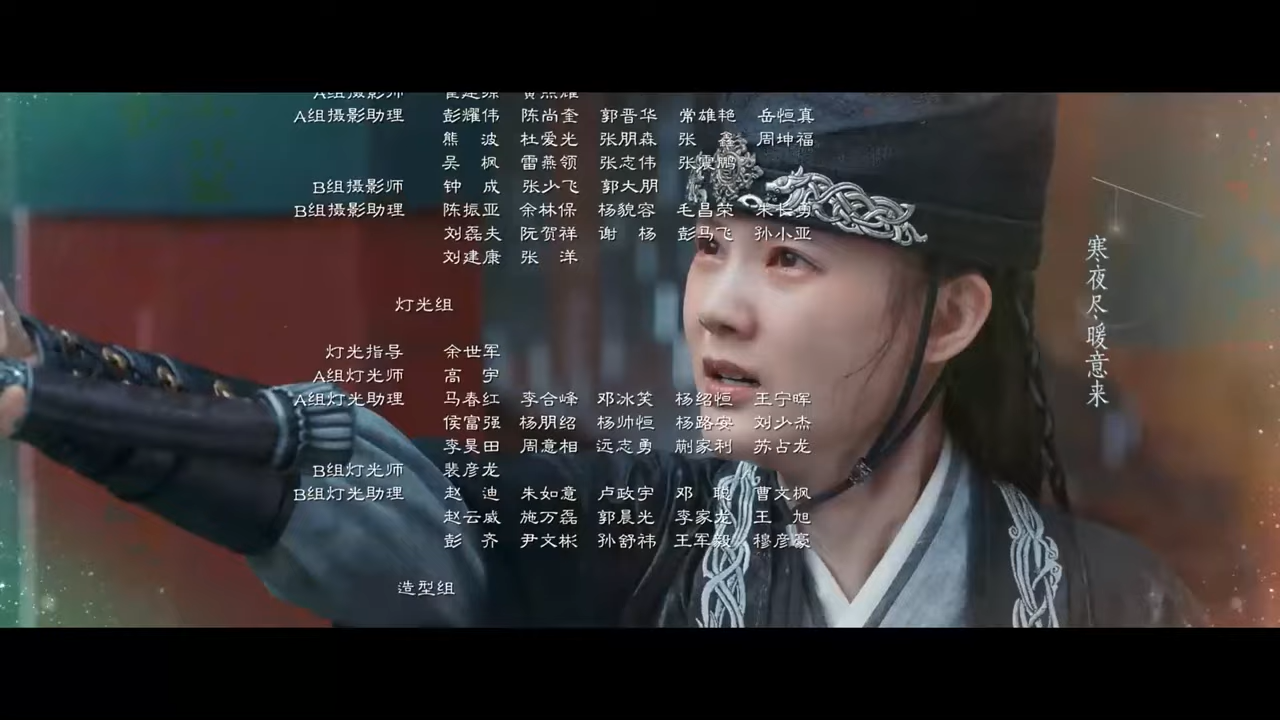 A组摄影助理 彭耀伟 陈尚奎 郭晋华 常雄艳 岳恒真
熊 波 杜爱光 张朋森 张 鑫 周坤福
吴 枫 雷燕领 张志伟 张震鹏
B组摄影师 钟 成 张少飞 郭大朋
B组摄影助理 陈振亚 余林保 杨貌容 毛昌荣 朱长勇
刘磊夫 阮贺祥 谢 杨 彭马飞 孙小亚
刘建康 张 洋
灯光组
灯光指导 余世军
A组灯光师 高 宇
A组灯光助理 马春红 李合峰 邓冰芙 杨绍恒 王宁晖
侯富强 杨朋绍 杨帅恒 杨路安 刘少杰
李昊田 周意相 远志勇 蒯家利 苏占龙
B组灯光师 裴彦龙
B组灯光助理 赵 迪 朱如意 卢政宇 邓 聪 曹文枫
赵云威 施万磊 郭晨光 李家龙 王 旭
彭 齐 尹文彬 孙舒祎 王军毅 穆彦豪
造型组
寒夜尽暖意来